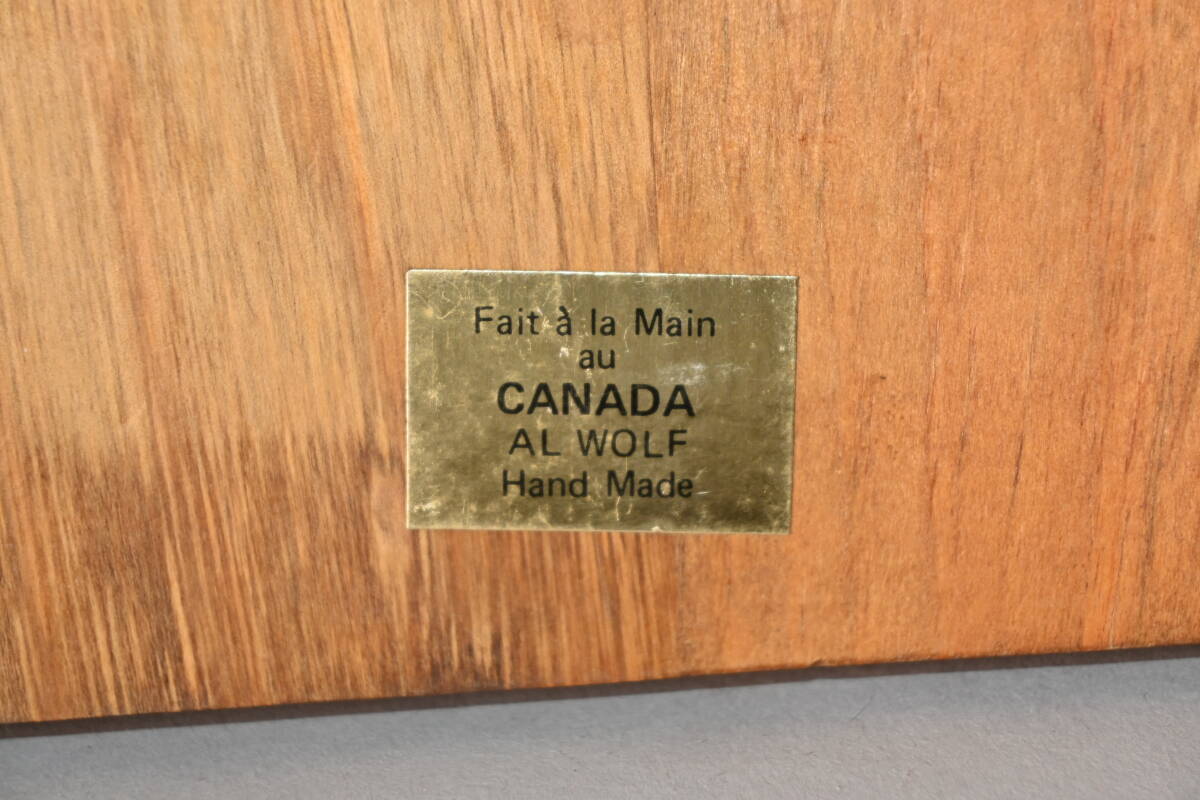 Fait à la Main
au
CANADA
AL WOLF
Hand Made